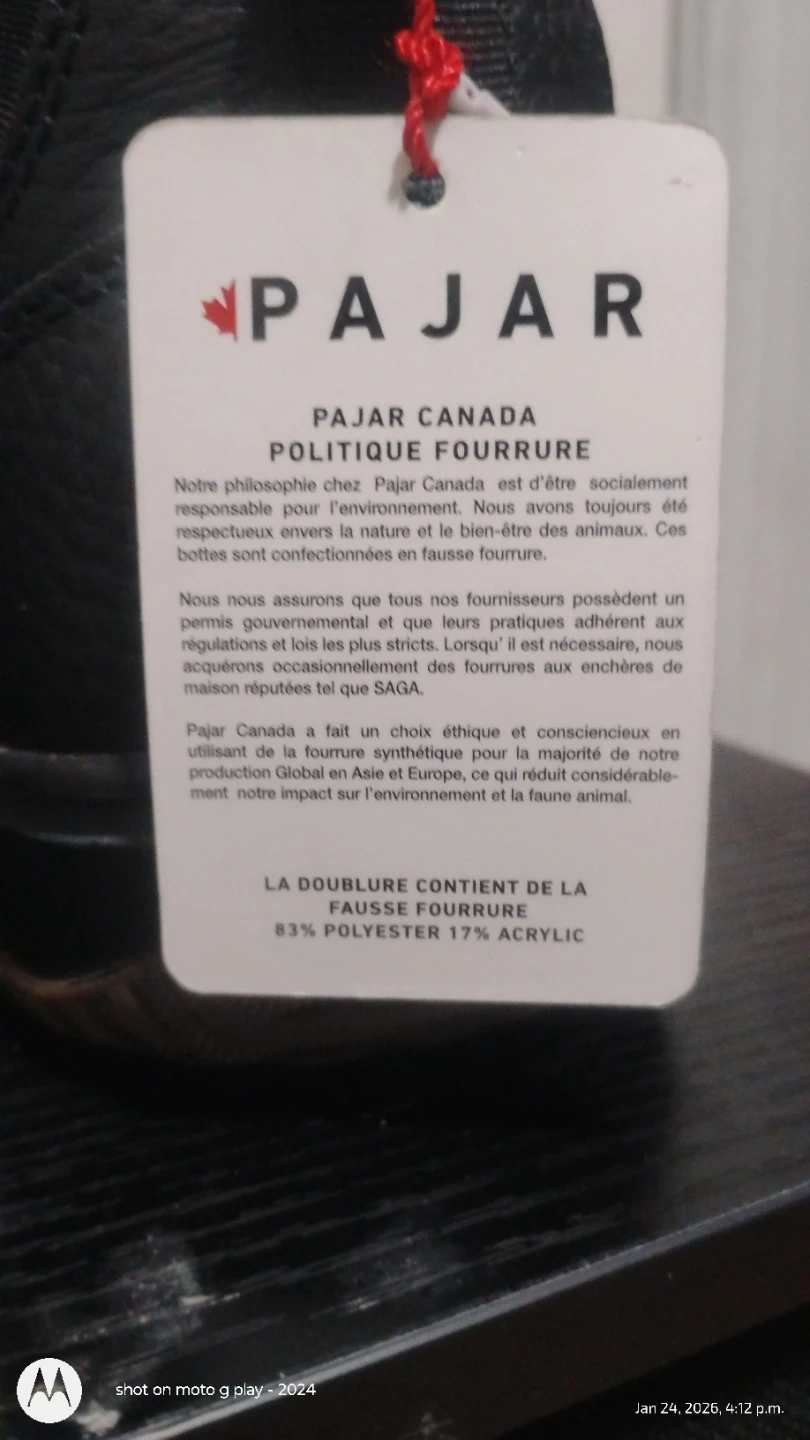 PAJAR
PAJAR CANADA
POLITIQUE FOURRURE
Notre philosophie chez Pajar Canada est d'être socialement
responsable pour l'environnement. Nous avons toujours été
respectueux envers la nature et le bien-être des animaux. Ces
bottes sont confectionnées en fausse fourrure.
Nous nous assurons que tous nos fournisseurs possèdent un
permis gouvernemental et que leurs pratiques adhérent aux
régulations et lois les plus stricts. Lorsqu' il est nécessaire, nous
acquérons occasionnellement des fourrures aux enchères de
maison réputées tel que SAGA.
Pajar Canada a fait un choix éthique et consciencieux en
utilisant de la fourrure synthétique pour la majorité de notre
production Global en Asie et Europe, ce qui réduit considérable-
ment notre impact sur l'environnement et la faune animal.
LA DOUBLURE CONTIENT DE LA
FAUSSE FOURRURE
83% POLYESTER 17% ACRYLIC
shot on moto g play - 2024
Jan 24, 2026, 4:12 p.m.